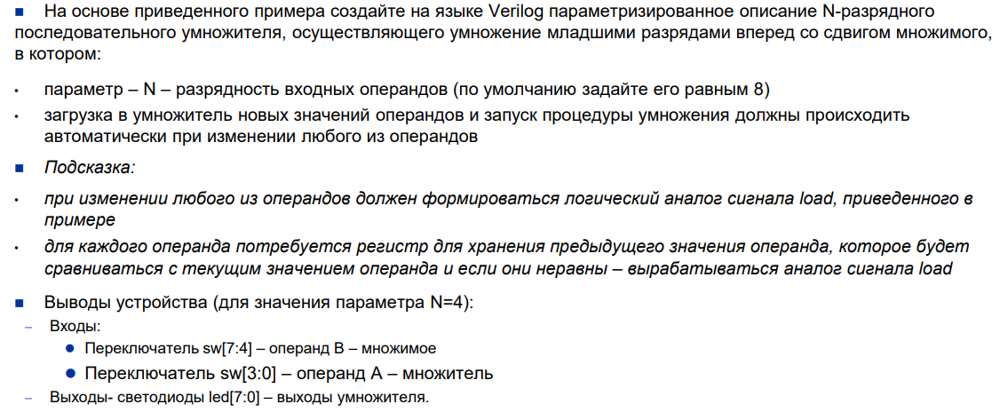 На основе приведенного примера создайте на языке Verilog параметризированное описание N-разрядного
последовательного умножителя, осуществляющего умножение младшими разрядами вперед со сдвигом множимого,
в котором:
• параметр – N – разрядность входных операндов (по умолчанию задайте его равным 8)
• загрузка в умножитель новых значений операндов и запуск процедуры умножения должны происходить
автоматически при изменении любого из операндов
Подсказка:
• при изменении любого из операндов должен формироваться логический аналог сигнала load, приведенного в
примере
• для каждого операнда потребуется регистр для хранения предыдущего значения операнда, которое будет
сравниваться с текущим значением операнда и если они неравны – вырабатываться аналог сигнала load
Выводы устройства (для значения параметра N=4):
– Входы:
● Переключатель sw[7:4] – операнд B – множимое
● Переключатель sw[3:0] – операнд A – множитель
– Выходы- светодиоды led[7:0] – выходы умножителя.